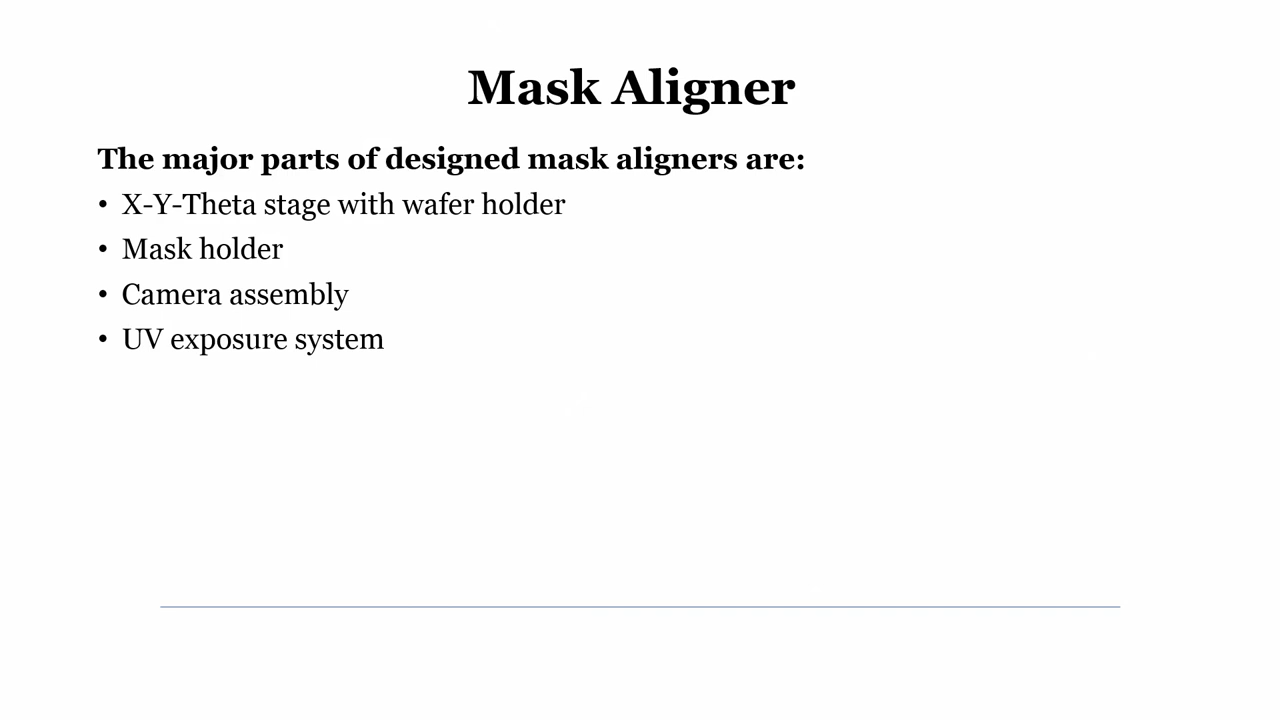 Mask Aligner
The major parts of designed mask aligners are:
• X-Y-Theta stage with wafer holder
• Mask holder
• Camera assembly
• UV exposure system